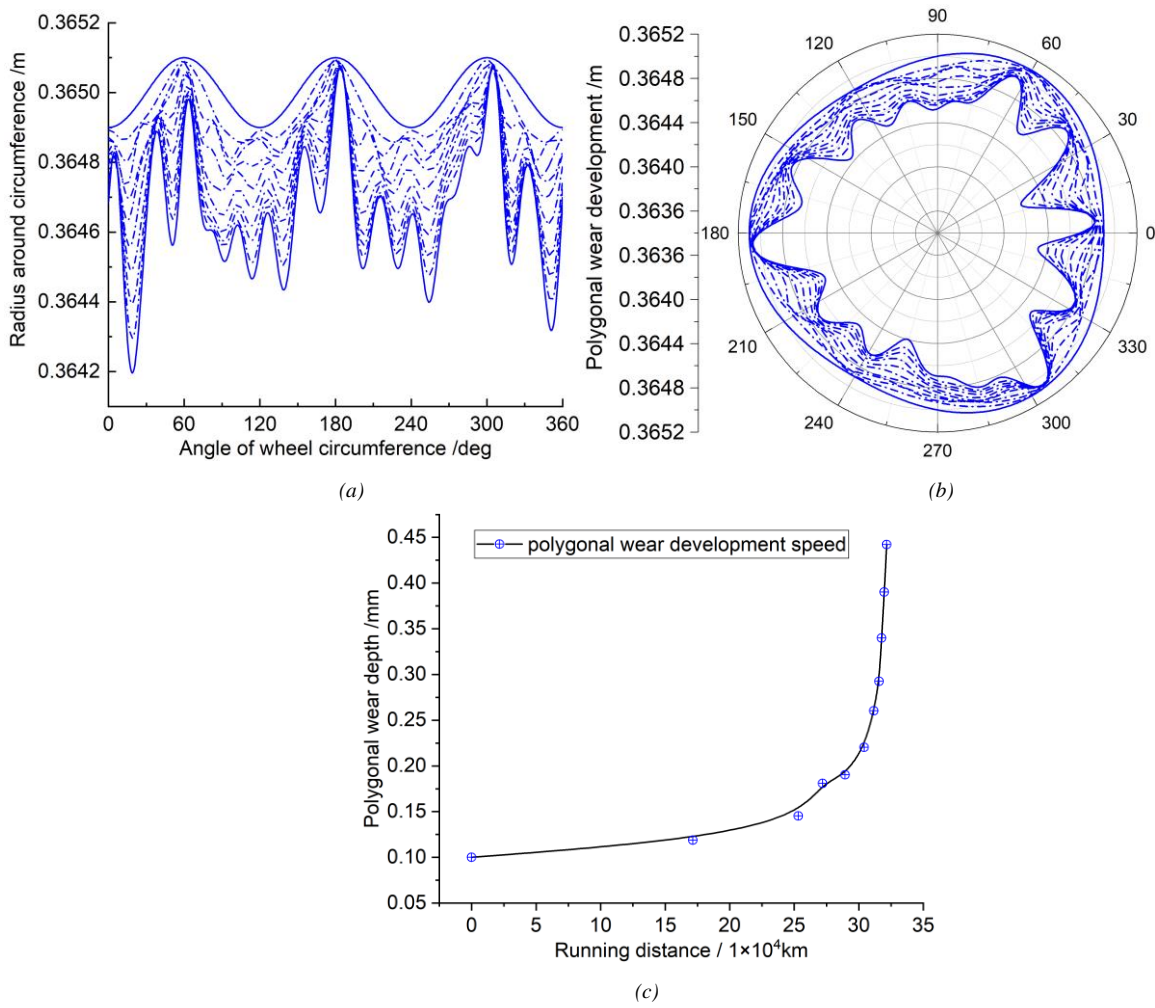 0.3652
0.3650
0.3648
0.3646
0.3644
0.3642
Radius around circumference /m
0 60 120 180 240 300 360
Angle of wheel circumference /deg
(a)
0.3652
0.3648
0.3644
0.3640
0.3636
0.3636
0.3640
0.3644
0.3648
0.3652
Polygonal wear development /m
90
120 60
150 30
180 0
210 330
240 300
270
(b)
polygonal wear development speed
0.45
0.40
0.35
0.30
0.25
0.20
0.15
0.10
0.05
Polygonal wear depth /mm
0 5 10 15 20 25 30 35
Running distance / 1×10⁴km
(c)